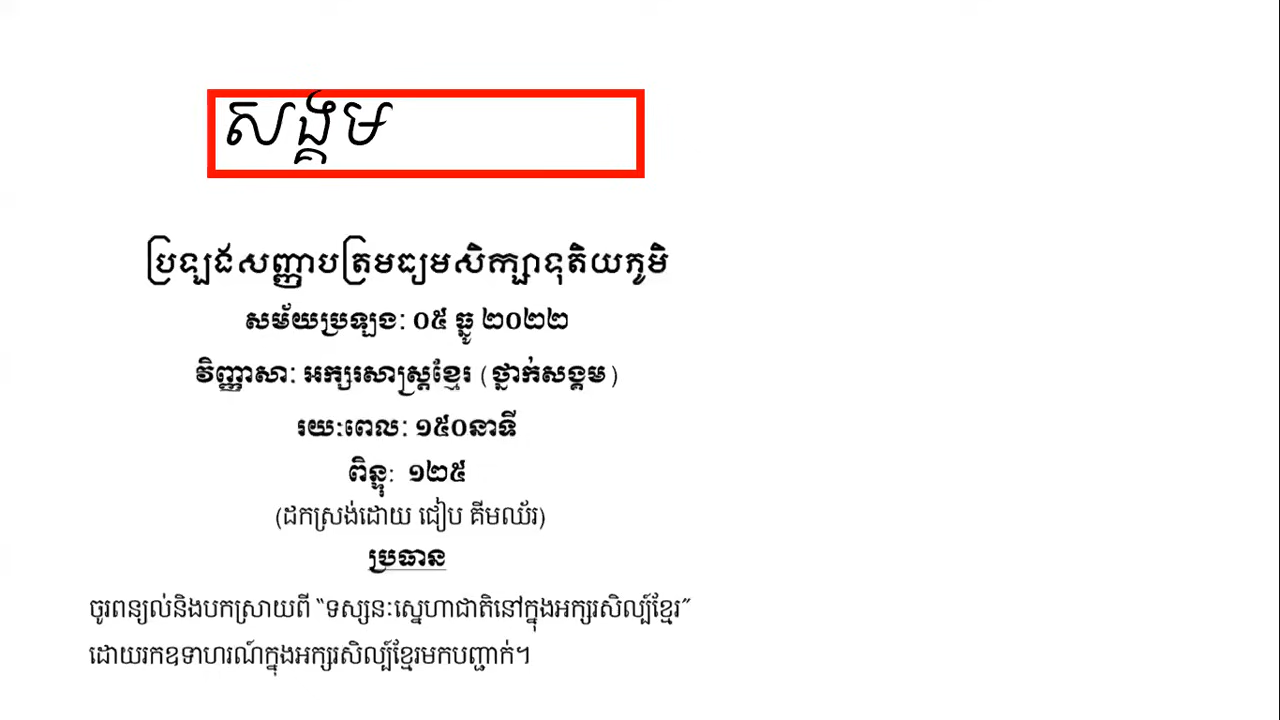 សង្គម
ប្រឡងសញ្ញាបត្រមធ្យមសិក្សាទុតិយភូមិ
សម័យប្រឡង: ០៥ ធ្នូ ២០២២
វិញ្ញាសា: អក្សរសាស្ត្រខ្មែរ (ថ្នាក់សង្គម)
រយ:ពេល: ១៥០នាទី
ពិន្ទុ: ១២៥
(ដកស្រង់ដោយ ជៀប គីមឈ័រ)
ប្រធាន
ចូរពន្យល់និងបកស្រាយពី “ទស្សនៈស្នេហាជាតិនៅក្នុងអក្សរសិល្ប៍ខ្មែរ”
ដោយរកឧទាហរណ៍ក្នុងអក្សរសិល្ប៍ខ្មែរមកបញ្ជាក់។